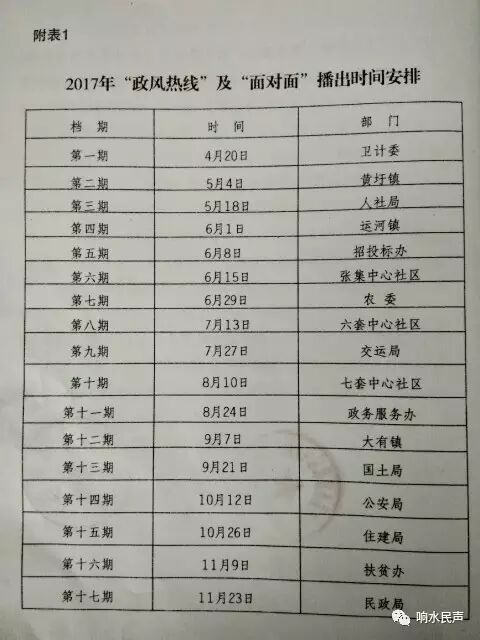 附表1
2017年“政风热线”及“面对面”播出时间安排
档 期 时 间 部 门
第一期 4月20日 卫计委
第二期 5月4日 黄圩镇
第三期 5月18日 人社局
第四期 6月1日 运河镇
第五期 6月8日 招投标办
第六期 6月15日 张集中心社区
第七期 6月29日 农 委
第八期 7月13日 六套中心社区
第九期 7月27日 交运局
第十期 8月10日 七套中心社区
第十一期 8月24日 政务服务办
第十二期 9月7日 大有镇
第十三期 9月21日 国土局
第十四期 10月12日 公安局
第十五期 10月26日 住建局
第十六期 11月9日 扶贫办
第十七期 11月23日 民政局
响水民声